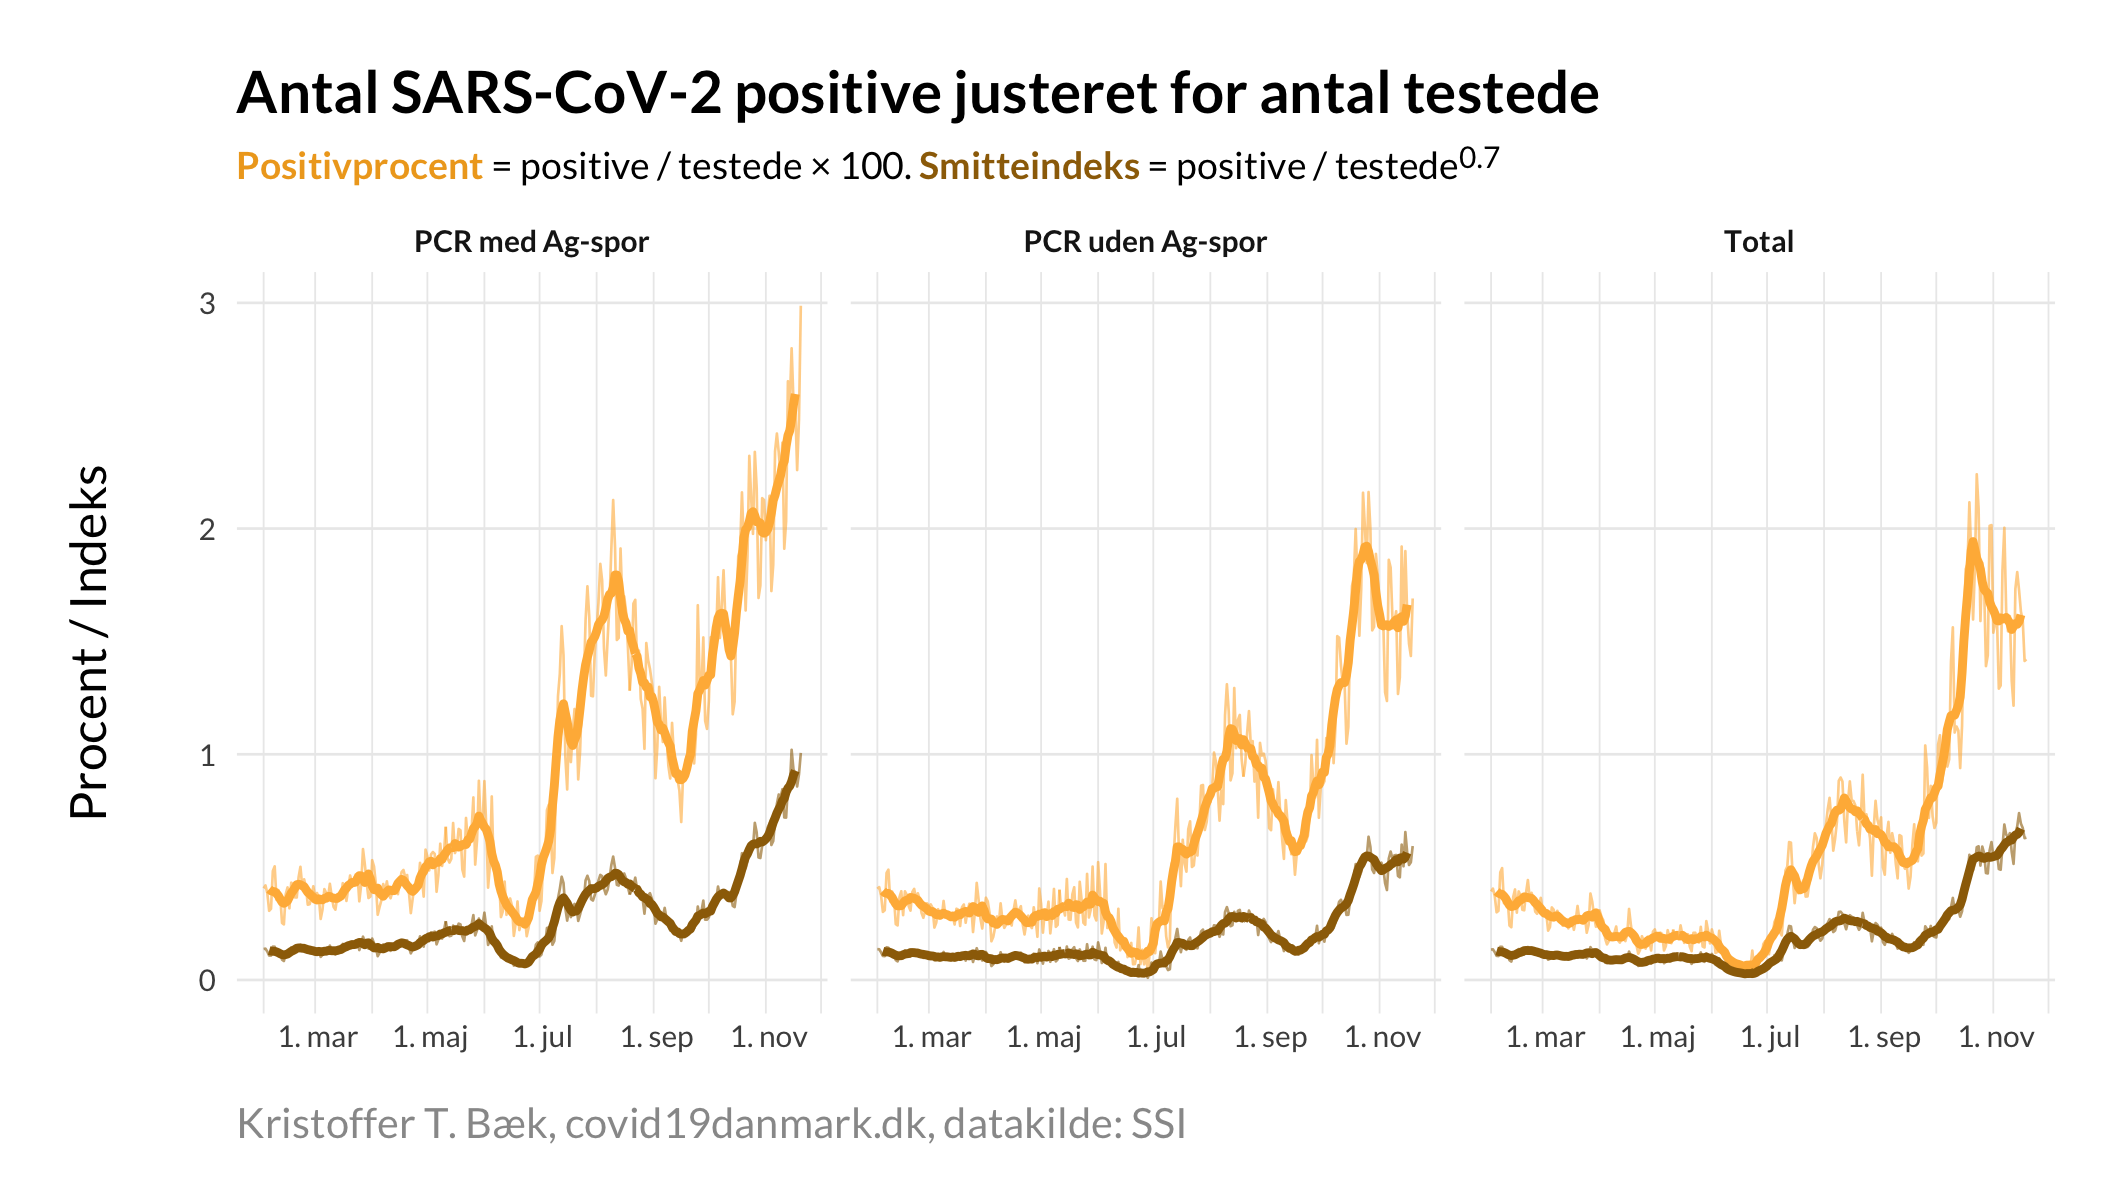 Antal SARS-CoV-2 positive justeret for antal testede
Positivprocent = positive / testede × 100. Smitteindeks = positive / testede^0.7
PCR med Ag-spor PCR uden Ag-spor Total
Procent / Indeks
3
2
1
0
1. mar 1. maj 1. jul 1. sep 1. nov 1. mar 1. maj 1. jul 1. sep 1. nov 1. mar 1. maj 1. jul 1. sep 1. nov
Kristoffer T. Bæk, covid19danmark.dk, datakilde: SSI